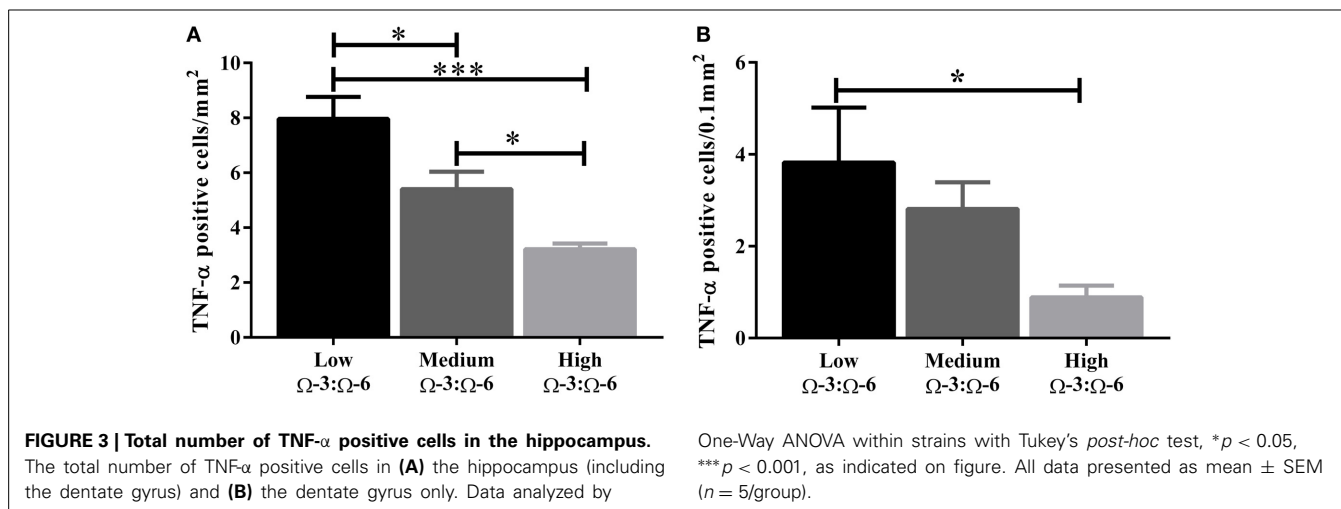 A
*
***
*
10
8
6
4
2
0
TNF-α positive cells/mm²
Low
Ω-3:Ω-6
Medium
Ω-3:Ω-6
High
Ω-3:Ω-6
B
*
6
4
2
0
TNF-α positive cells/0.1mm²
Low
Ω-3:Ω-6
Medium
Ω-3:Ω-6
High
Ω-3:Ω-6
FIGURE 3 | Total number of TNF-α positive cells in the hippocampus.
The total number of TNF-α positive cells in (A) the hippocampus (including
the dentate gyrus) and (B) the dentate gyrus only. Data analyzed by
One-Way ANOVA within strains with Tukey's post-hoc test, *p < 0.05,
***p < 0.001, as indicated on figure. All data presented as mean ± SEM
(n = 5/group).